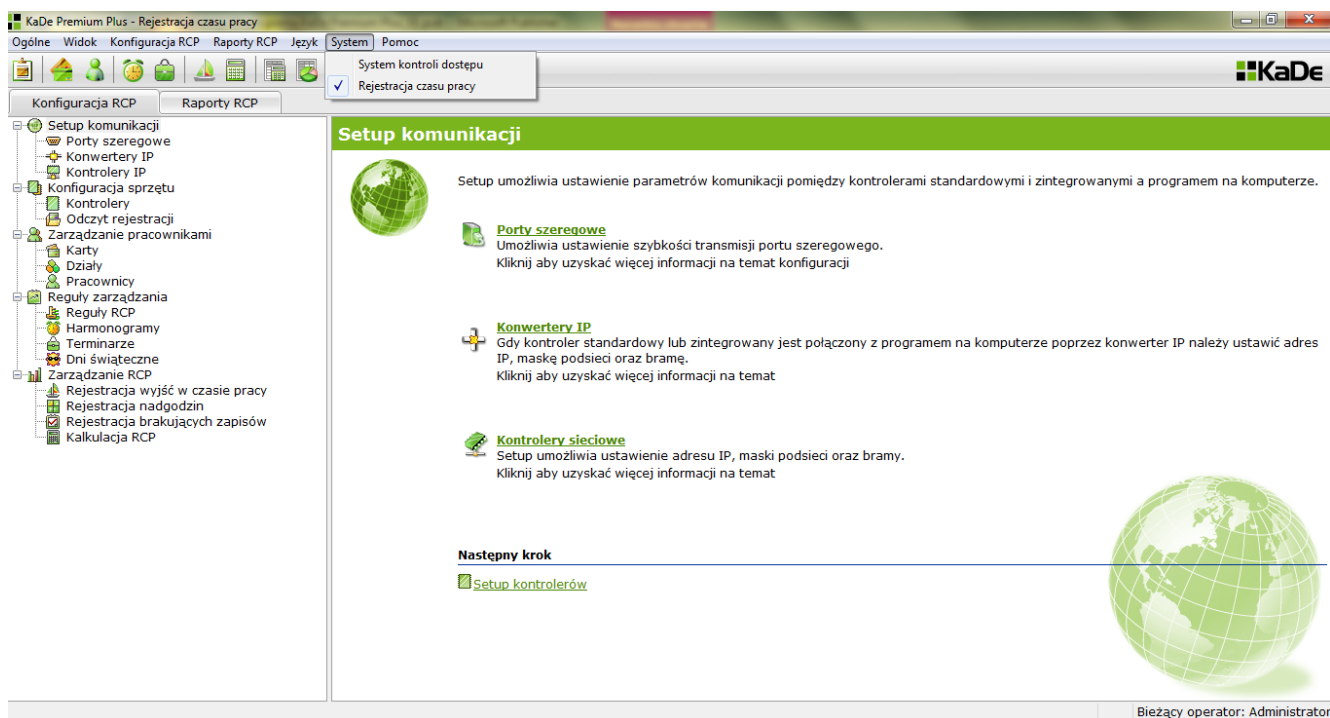 KaDe Premium Plus - Rejestracja czasu pracy
Ogólne Widok Konfiguracja RCP Raporty RCP Język System Pomoc
System kontroli dostępu
Rejestracja czasu pracy
KaDe
Konfiguracja RCP Raporty RCP
Setup komunikacji
Porty szeregowe
Konwertery IP
Kontrolery IP
Konfiguracja sprzętu
Kontrolery
Odczyt rejestracji
Zarządzanie pracownikami
Karty
Działy
Pracownicy
Reguły zarządzania
Reguły RCP
Harmonogramy
Terminarze
Dni świąteczne
Zarządzanie RCP
Rejestracja wyjść w czasie pracy
Rejestracja nadgodzin
Rejestracja brakujących zapisów
Kalkulacja RCP
Setup komunikacji
Setup umożliwia ustawienie parametrów komunikacji pomiędzy kontrolerami standardowymi i zintegrowanymi a programem na komputerze.
Porty szeregowe
Umożliwia ustawienie szybkości transmisji portu szeregowego.
Kliknij aby uzyskać więcej informacji na temat konfiguracji
Konwertery IP
Gdy kontroler standardowy lub zintegrowany jest połączony z programem na komputerze poprzez konwerter IP należy ustawić adres
IP, maskę podsieci oraz bramę.
Kliknij aby uzyskać więcej informacji na temat
Kontrolery sieciowe
Setup umożliwia ustawienie adresu IP, maski podsieci oraz bramy.
Kliknij aby uzyskać więcej informacji na temat
Następny krok
Setup kontrolerów
Bieżący operator: Administrator